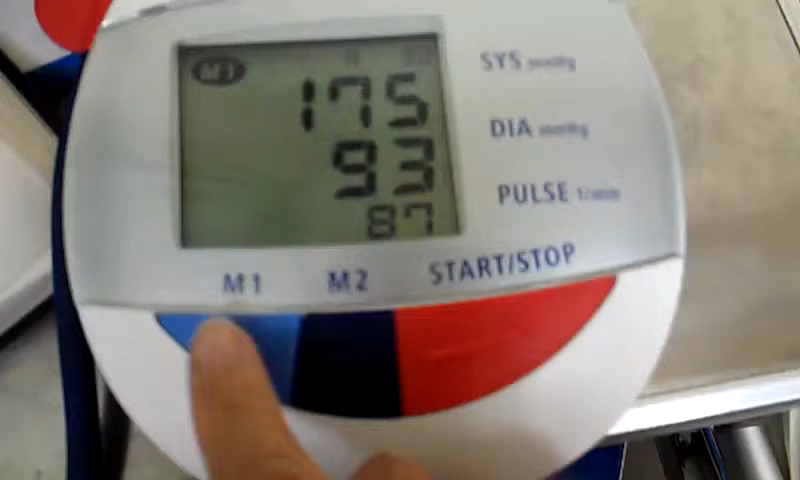 M1
175
93
87
SYS mmHg
DIA mmHg
PULSE 1/min
M1 M2 START/STOP